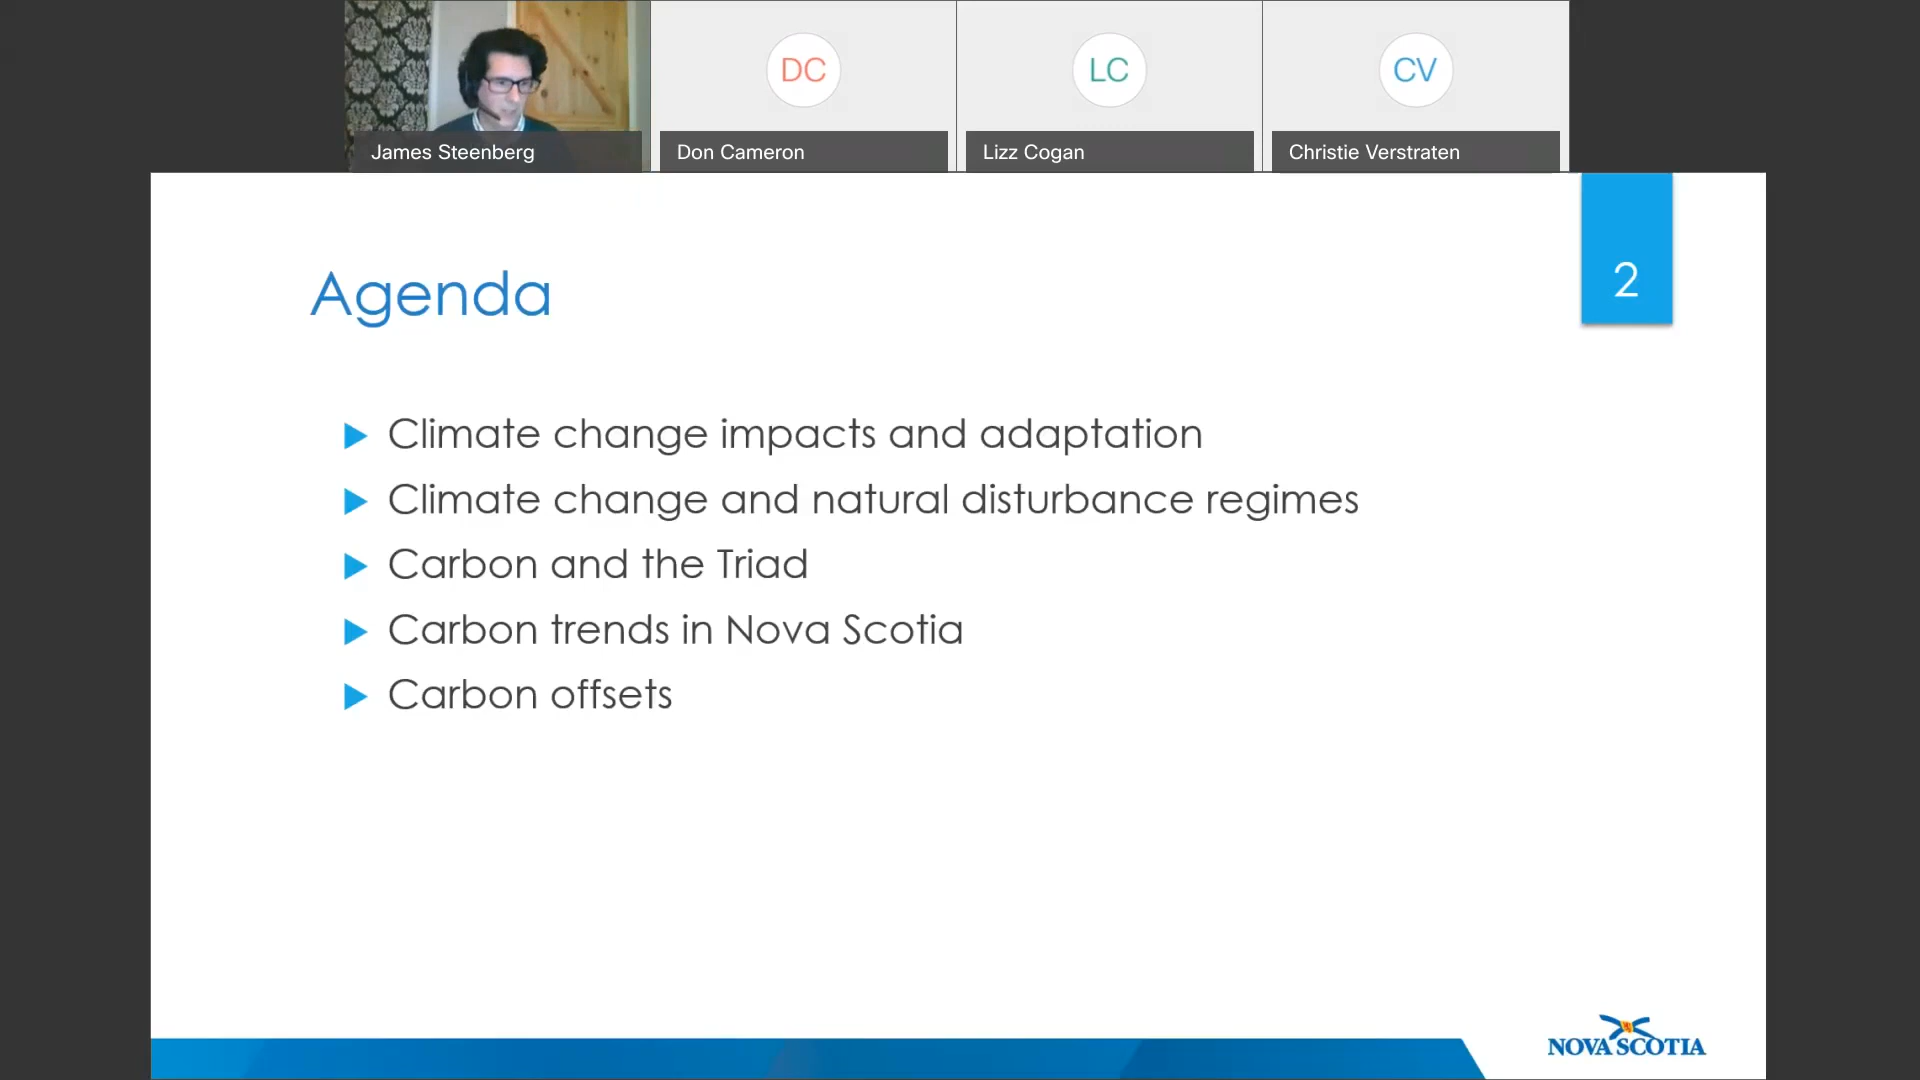 DC
LC
CV
James Steenberg
Don Cameron
Lizz Cogan
Christie Verstraten
2
Agenda
Climate change impacts and adaptation
Climate change and natural disturbance regimes
Carbon and the Triad
Carbon trends in Nova Scotia
Carbon offsets
NOVA SCOTIA